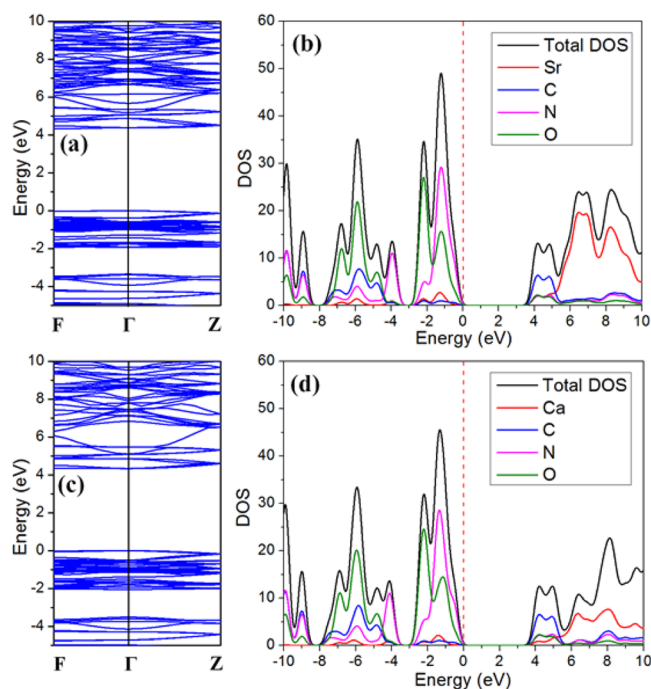 10
8
6
4
2
0
-2
-4
Energy (eV)
(a)
F Γ Z
60
50
40
30
20
10
0
DOS
(b)
Total DOS
Sr
C
N
O
-10 -8 -6 -4 -2 0 2 4 6 8 10
Energy (eV)
10
8
6
4
2
0
-2
-4
Energy (eV)
(c)
F Γ Z
60
50
40
30
20
10
0
DOS
(d)
Total DOS
Ca
C
N
O
-10 -8 -6 -4 -2 0 2 4 6 8 10
Energy (eV)